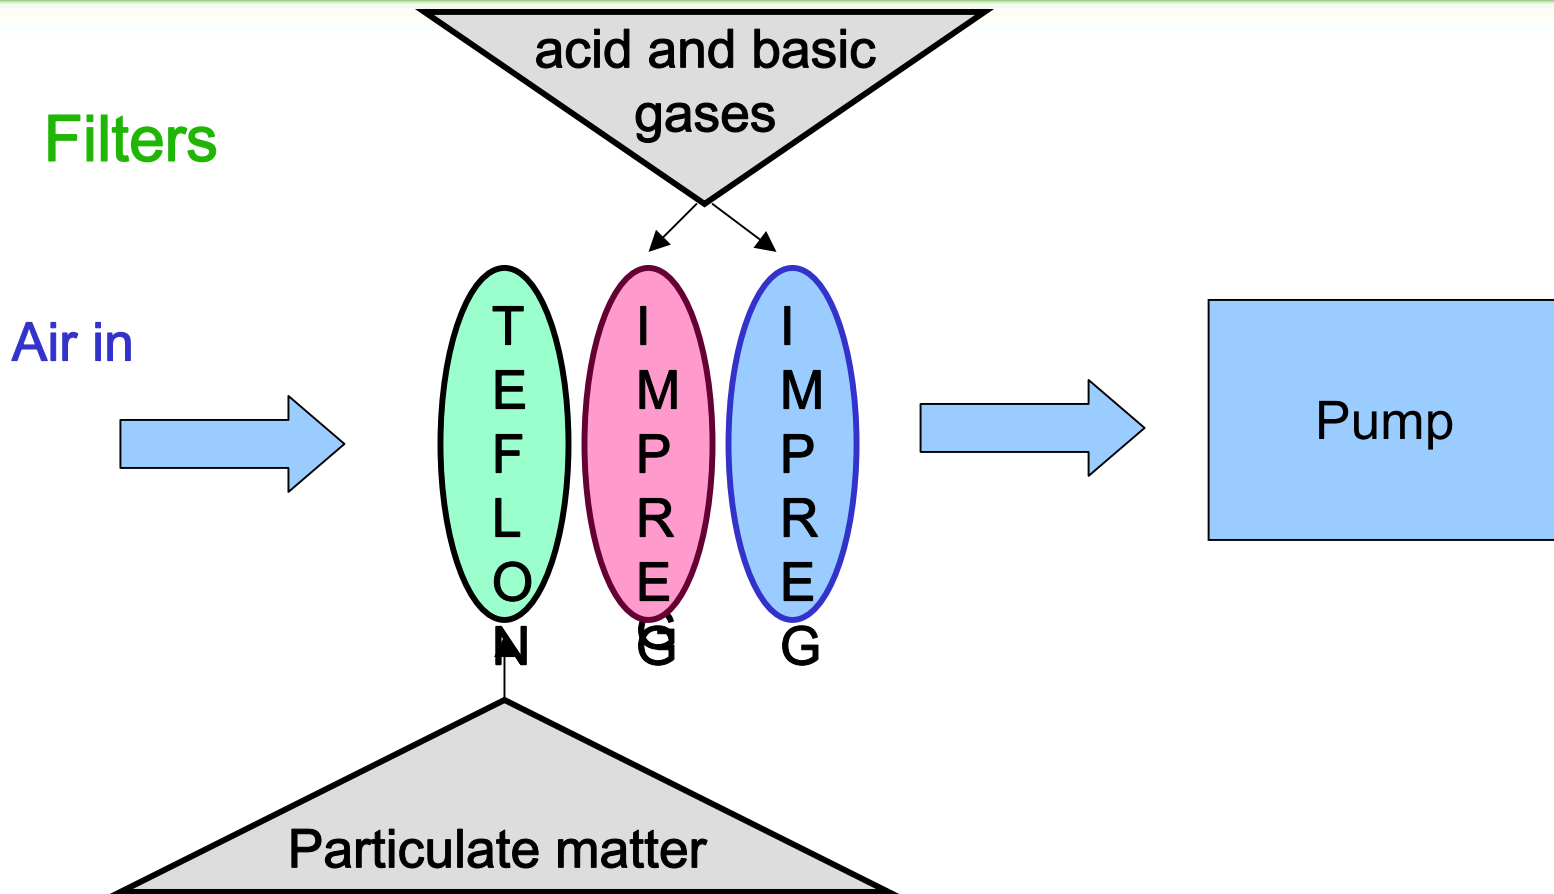 acid and basic
gases
Filters
Air in
T
E
F
L
O
N
I
M
P
R
E
G
I
M
P
R
E
G
Pump
Particulate matter